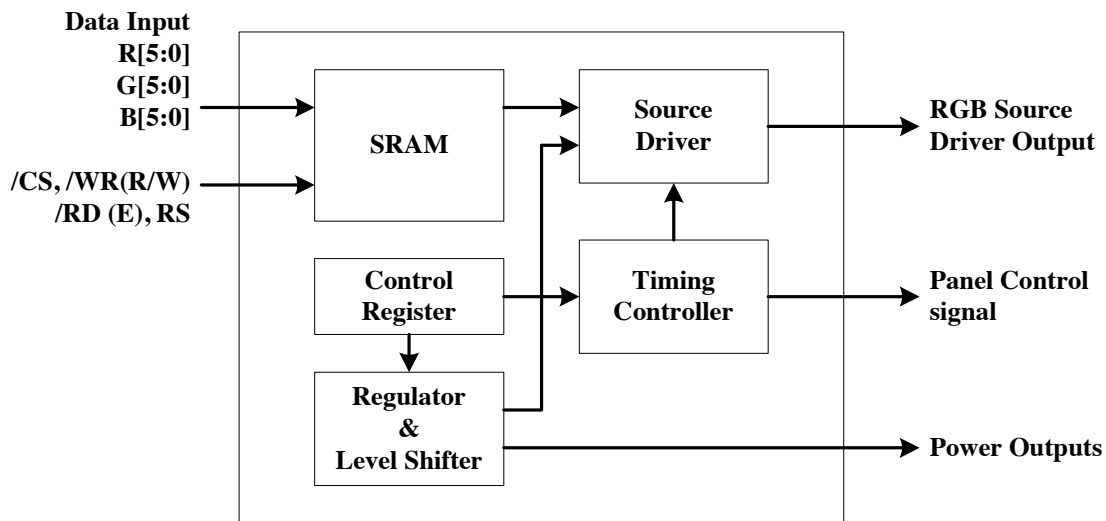 Data Input
R[5:0]
G[5:0]
B[5:0]
/CS, /WR(R/W)
/RD (E), RS
SRAM
Source
Driver
RGB Source
Driver Output
Control
Register
Timing
Controller
Panel Control
signal
Regulator
&
Level Shifter
Power Outputs